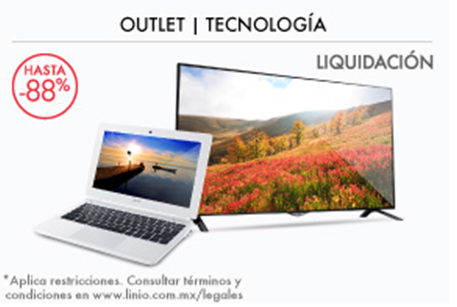 OUTLET | TECNOLOGÍA
LIQUIDACIÓN
HASTA
-88%
*Aplica restricciones. Consultar términos y
condiciones en www.linio.com.mx/legales